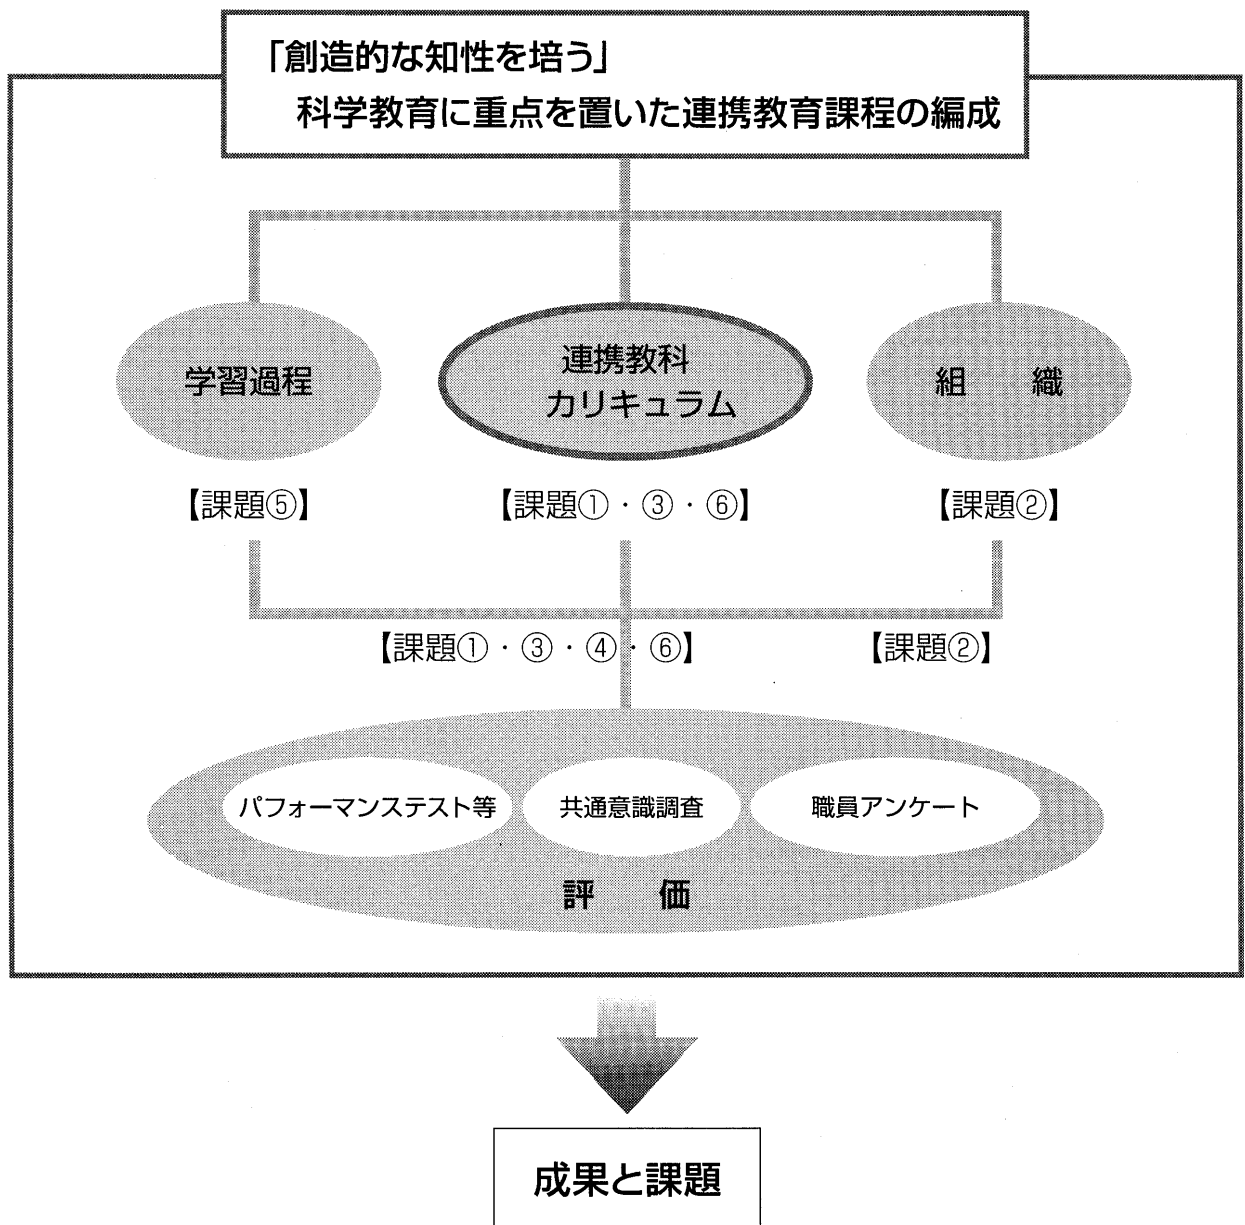 「創造的な知性を培う」
科学教育に重点を置いた連携教育課程の編成
学習過程
連携教科
カリキュラム
組　織
【課題⑤】
【課題①・③・⑥】
【課題②】
【課題①・③・④・⑥】
【課題②】
パフォーマンステスト等
共通意識調査
職員アンケート
評　価
成果と課題